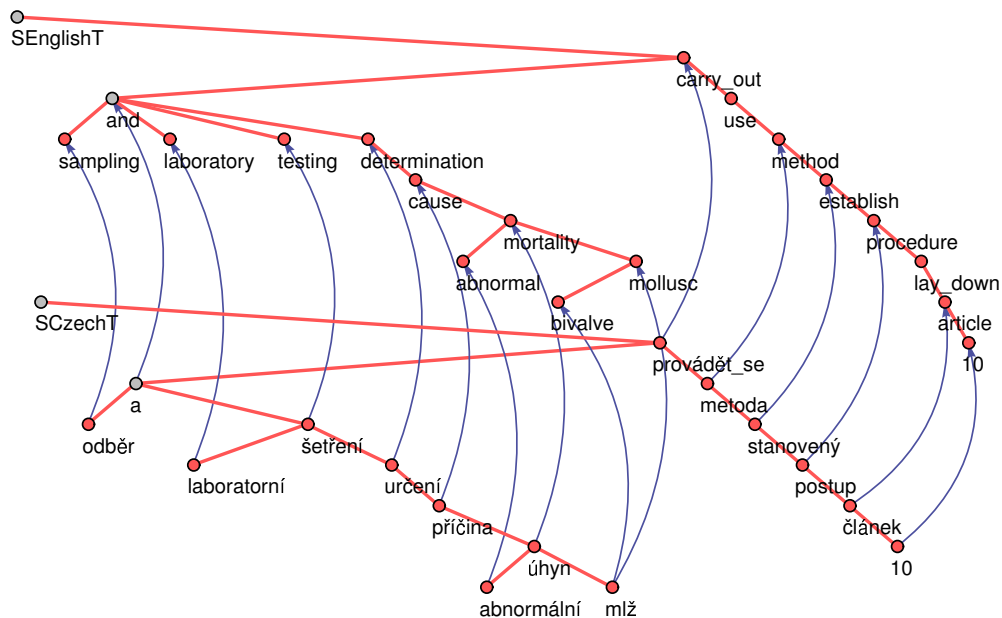 SEnglishT
carry_out
and
use
sampling
laboratory
testing
determination
method
cause
establish
mortality
procedure
abnormal
mollusc
lay_down
bivalve
SCzechT
article
provádět_se
10
a
metoda
odběr
šetření
stanovený
laboratorní
určení
postup
příčina
článek
úhyn
10
abnormální
mlž